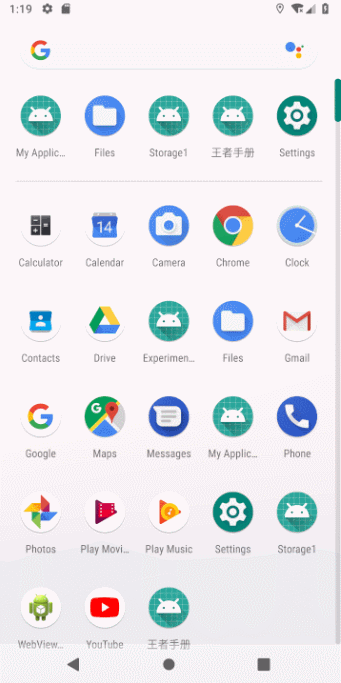 1:19
My Applic... Files Storage1 王者手册 Settings
Calculator Calendar Camera Chrome Clock
Contacts Drive Experimen... Files Gmail
Google Maps Messages My Applic... Phone
Photos Play Movi... Play Music Settings Storage1
WebView... YouTube 王者手册